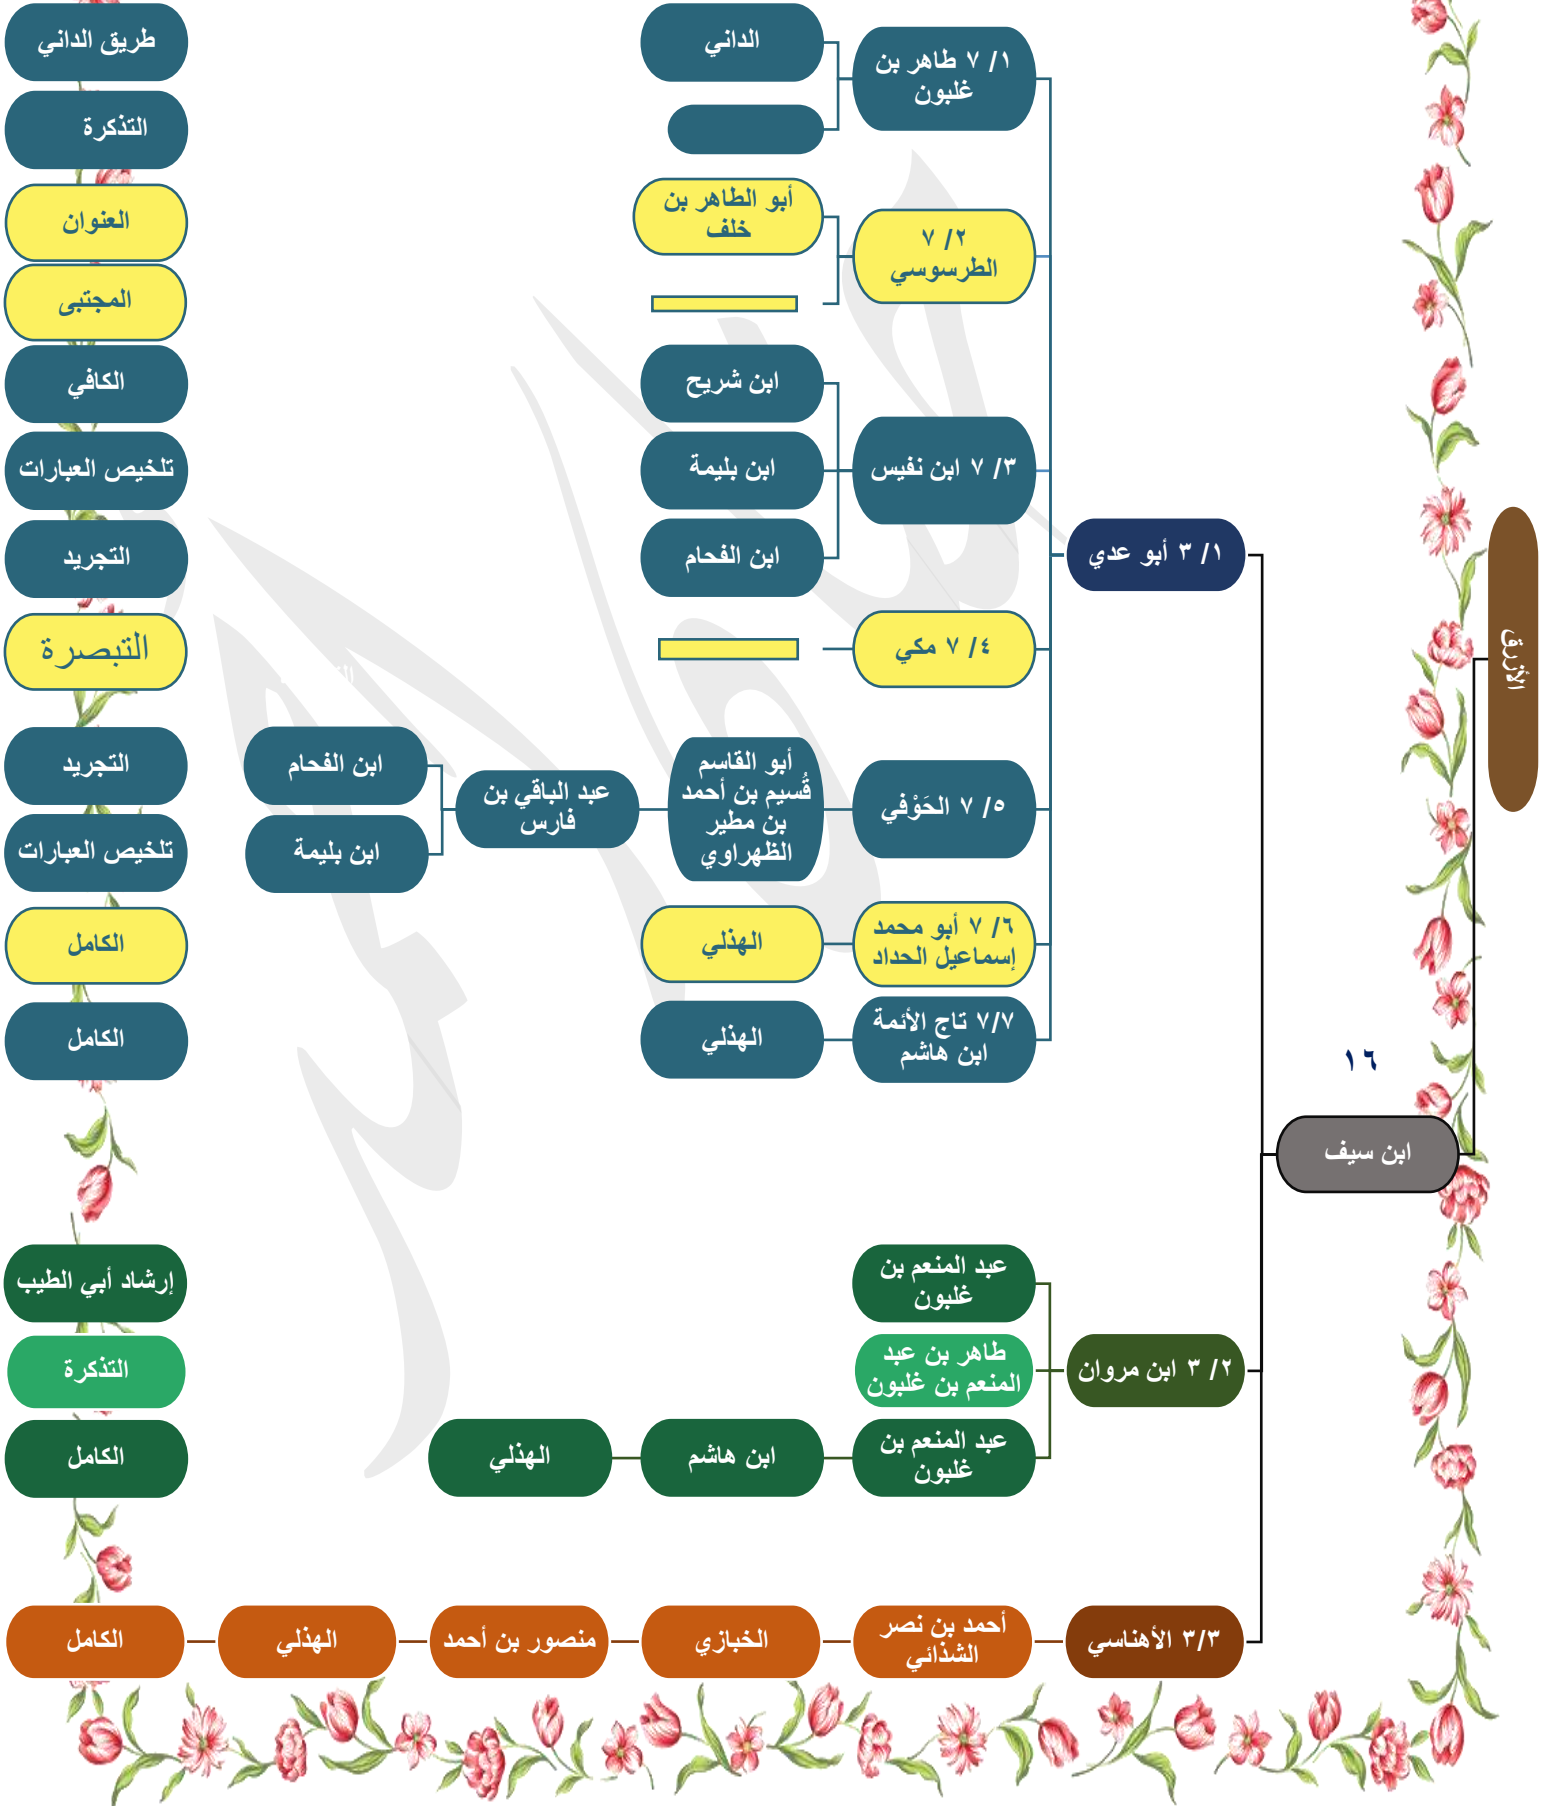 الأزرق
١٦
ابن سيف
١/ ٣ أبو عدي
١/ ٧ طاهر بن
غلبون
الداني
طريق الداني
التذكرة
٢/ ٧
الطرسوسي
أبو الطاهر بن
خلف
العنوان
المجتبى
٣/ ٧ ابن نفيس
ابن شريح
الكافي
ابن بليمة
تلخيص العبارات
ابن الفحام
التجريد
٤/ ٧ مكي
التبصرة
٥/ ٧ الحَوْفي
أبو القاسم
قُسيم بن أحمد
بن مطير
الظهراوي
عبد الباقي بن
فارس
ابن الفحام
التجريد
ابن بليمة
تلخيص العبارات
٦/ ٧ أبو محمد
إسماعيل الحداد
الهذلي
الكامل
٧/٧ تاج الأئمة
ابن هاشم
الهذلي
الكامل
٢/ ٣ ابن مروان
عبد المنعم بن
غلبون
إرشاد أبي الطيب
طاهر بن عبد
المنعم بن غلبون
التذكرة
عبد المنعم بن
غلبون
ابن هاشم
الهذلي
الكامل
٣/٣ الأهناسي
أحمد بن نصر
الشذائي
الخبازي
منصور بن أحمد
الهذلي
الكامل